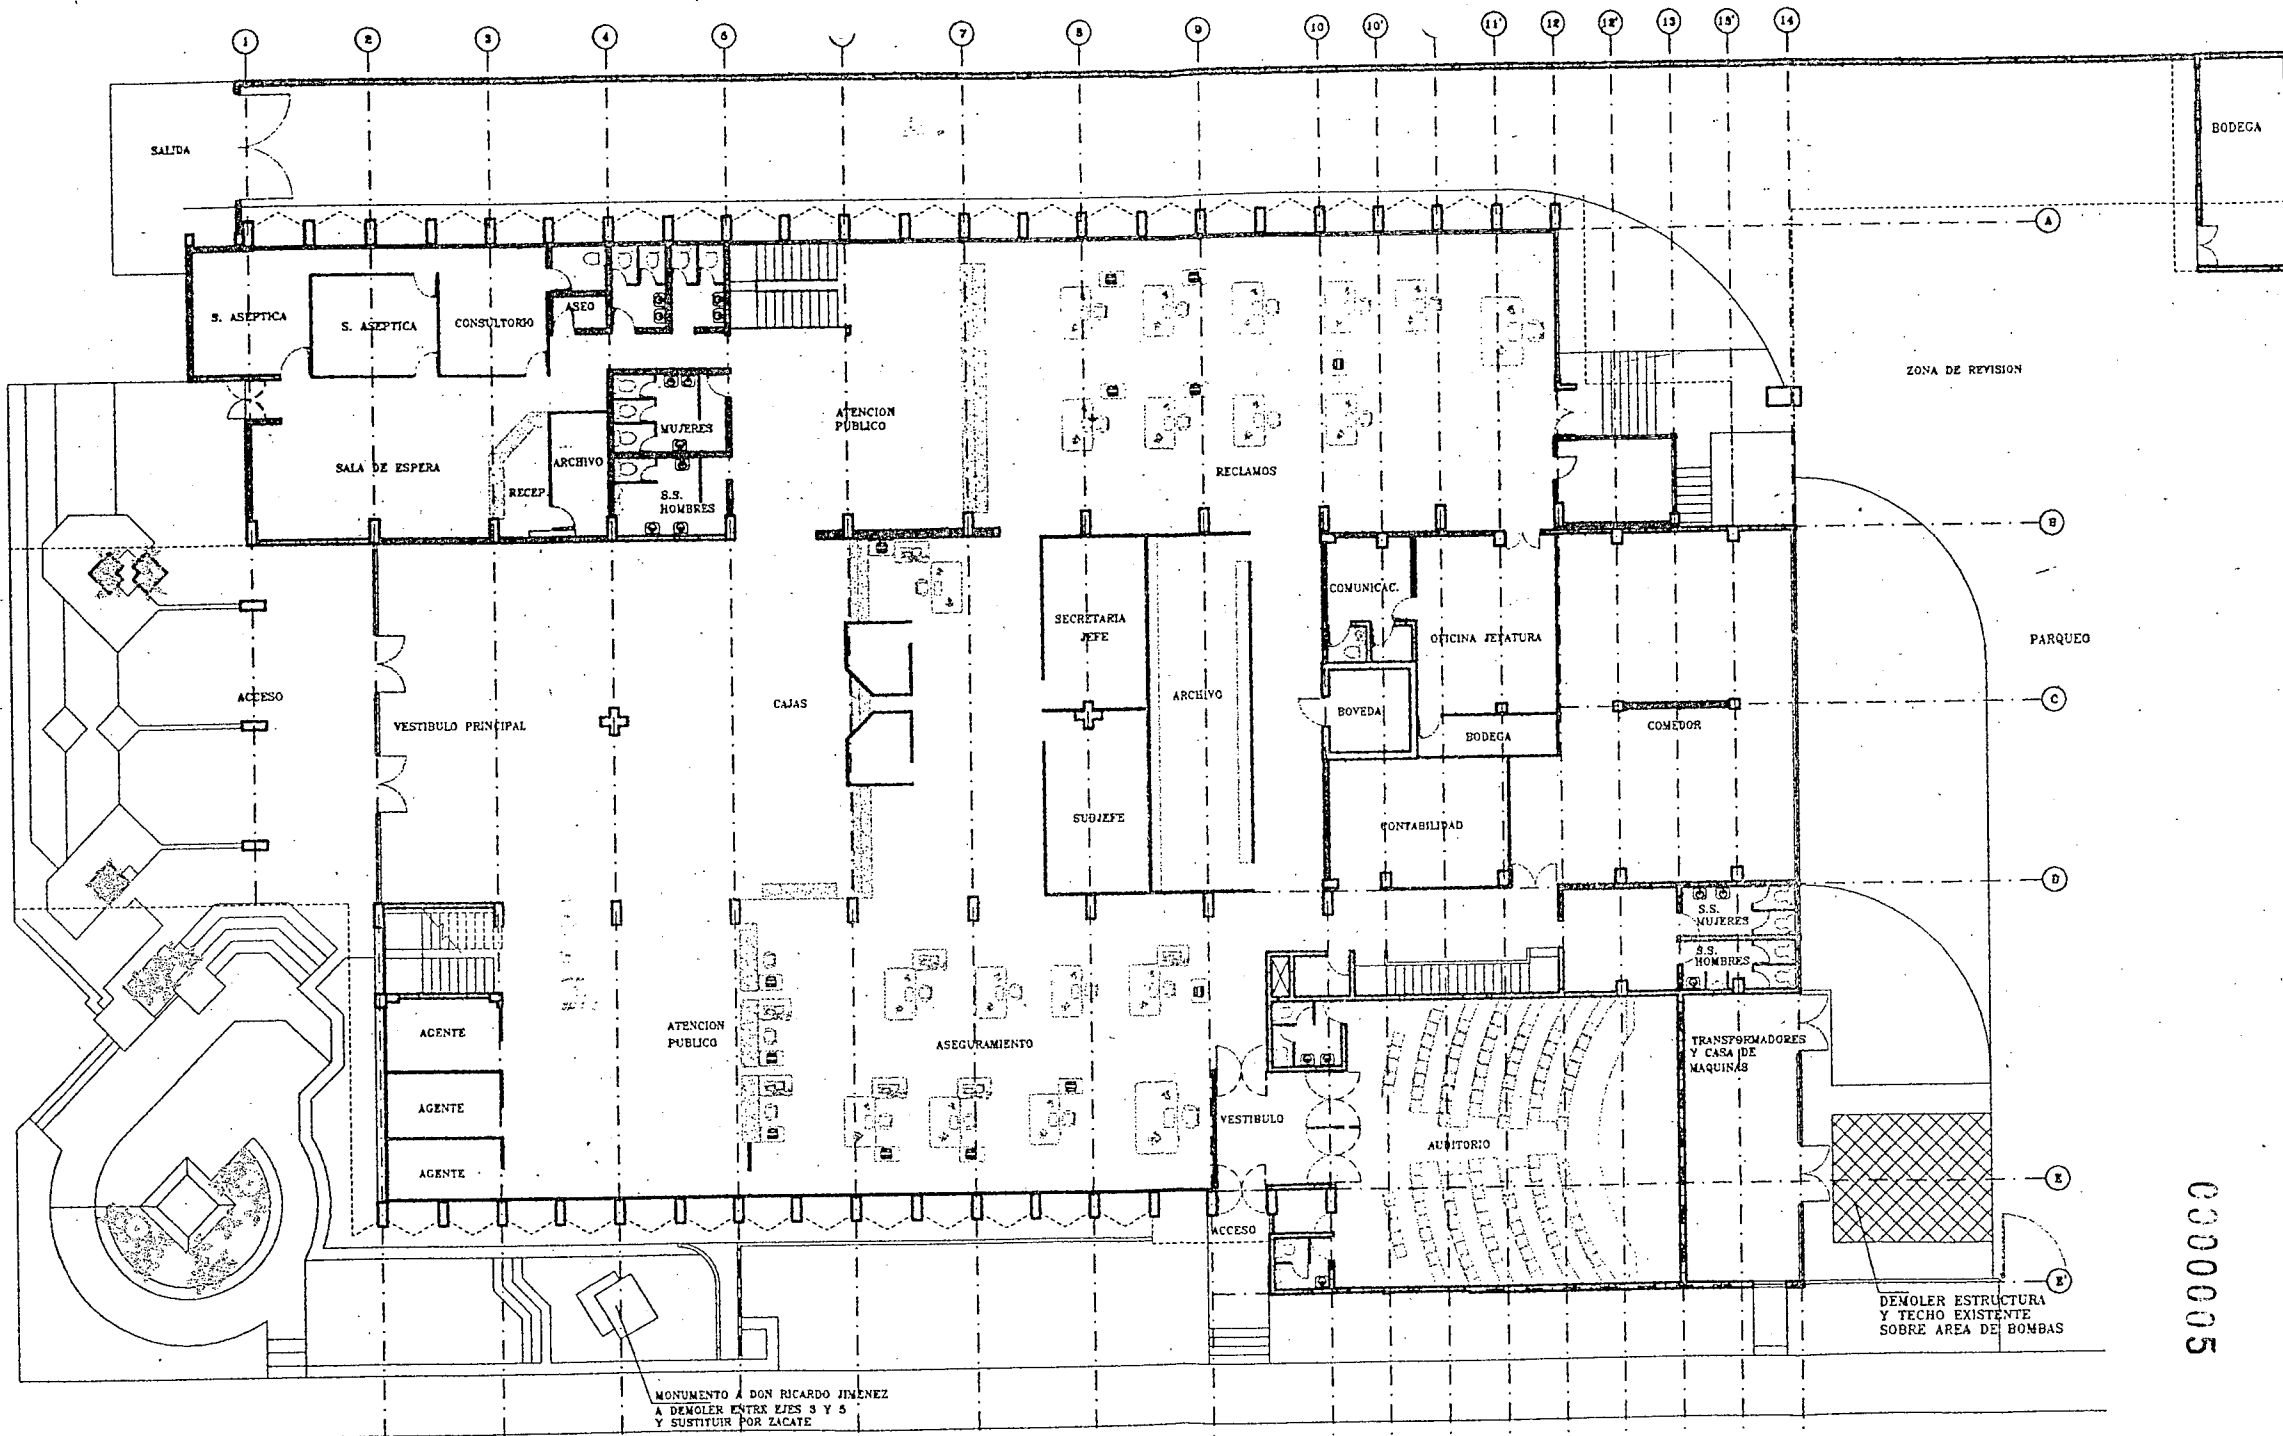 1
2
3
4
5
7
8
9
10
10'
11'
12
12'
13
13'
14
SALIDA
BODEGA
A
S. ASEPTICA
S. ASEPTICA
CONSULTORIO
ASEO
ZONA DE REVISION
ATENCION
PUBLICO
MUJERES
SALA DE ESPERA
ARCHIVO
RECEP.
S.S.
HOMBRES
RECLAMOS
B
COMUNICAC.
SECRETARIA
JEFE
OFICINA JEFATURA
PARQUEO
ACCESO
VESTIBULO PRINCIPAL
CAJAS
ARCHIVO
BOVEDA
BODEGA
COMEDOR
C
SUBJEFE
CONTABILIDAD
D
S.S.
MUJERES
S.S.
HOMBRES
AGENTE
ATENCION
PUBLICO
ASEGURAMIENTO
TRANSFORMADORES
Y CASA DE
MAQUINAS
AGENTE
VESTIBULO
AUDITORIO
AGENTE
E
ACCESO
E'
DEMOLER ESTRUCTURA
Y TECHO EXISTENTE
SOBRE AREA DE BOMBAS
MONUMENTO A DON RICARDO JIMENEZ
A DEMOLER ENTRE EJES 3 Y 5
Y SUSTITUIR POR ZACATE
0000005